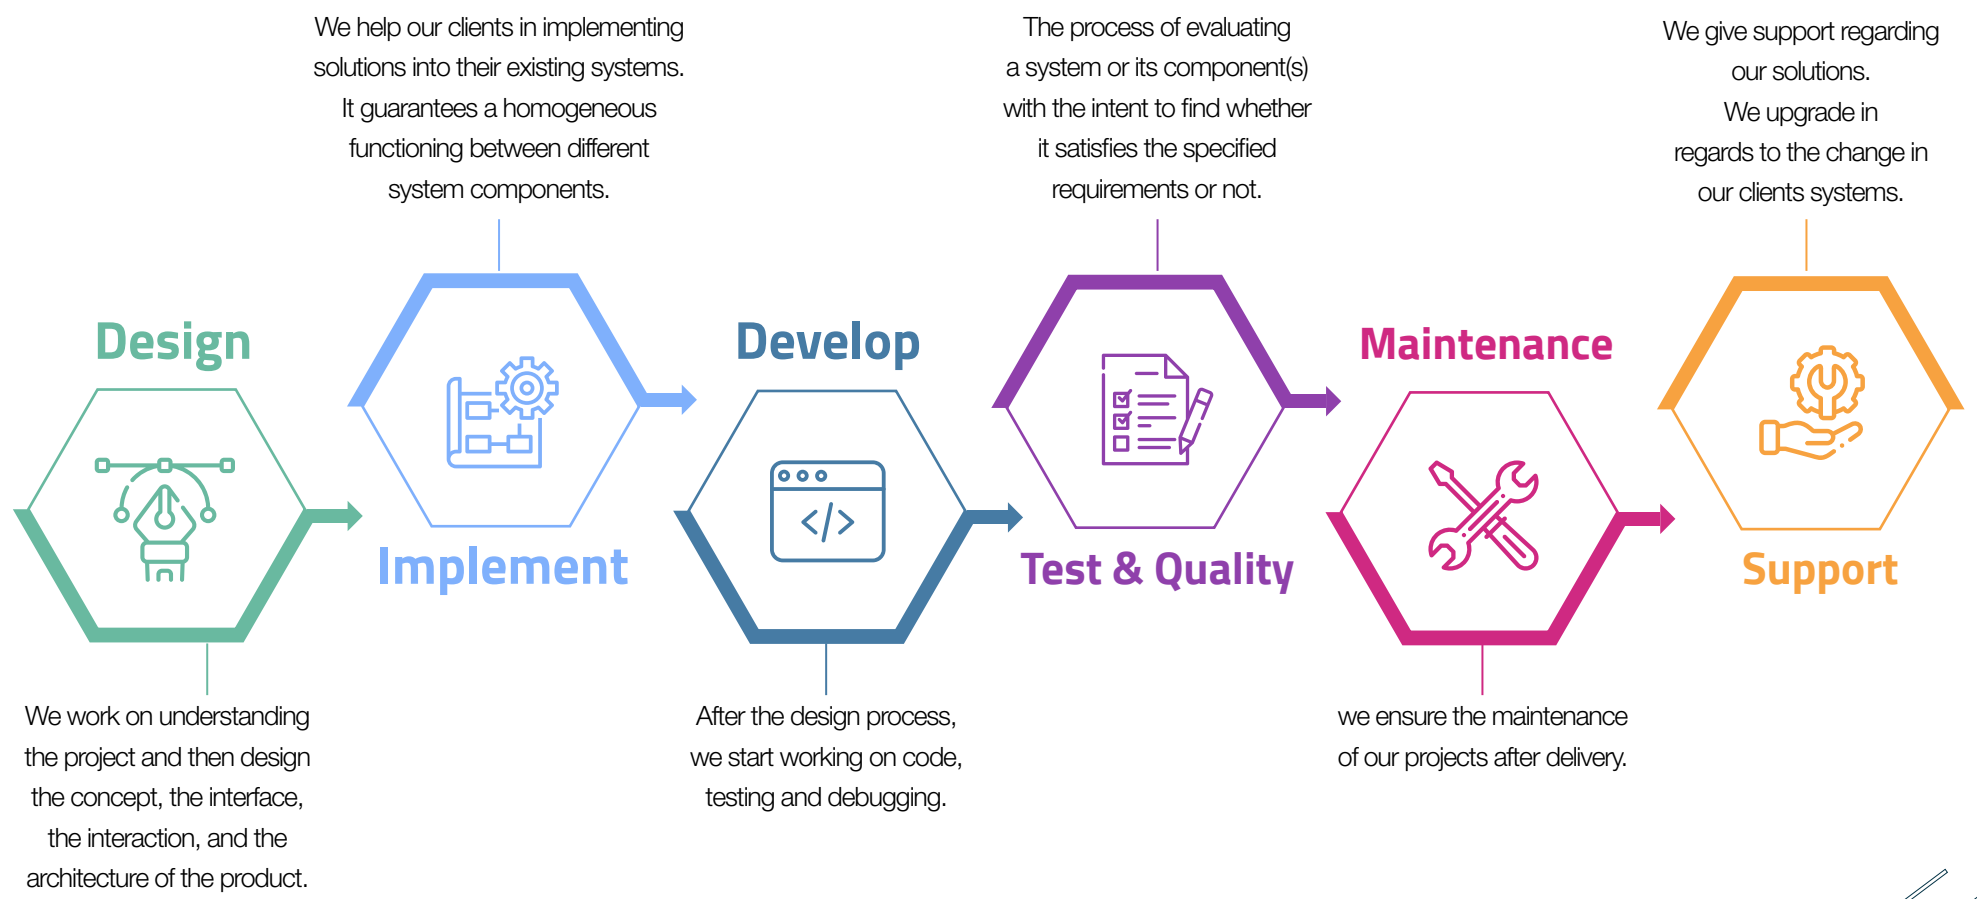 Design
We work on understanding
the project and then design
the concept, the interface,
the interaction, and the
architecture of the product.
We help our clients in implementing
solutions into their existing systems.
It guarantees a homogeneous
functioning between different
system components.
Implement
Develop
</>
After the design process,
we start working on code,
testing and debugging.
The process of evaluating
a system or its component(s)
with the intent to find whether
it satisfies the specified
requirements or not.
Test & Quality
Maintenance
we ensure the maintenance
of our projects after delivery.
We give support regarding
our solutions.
We upgrade in
regards to the change in
our clients systems.
Support